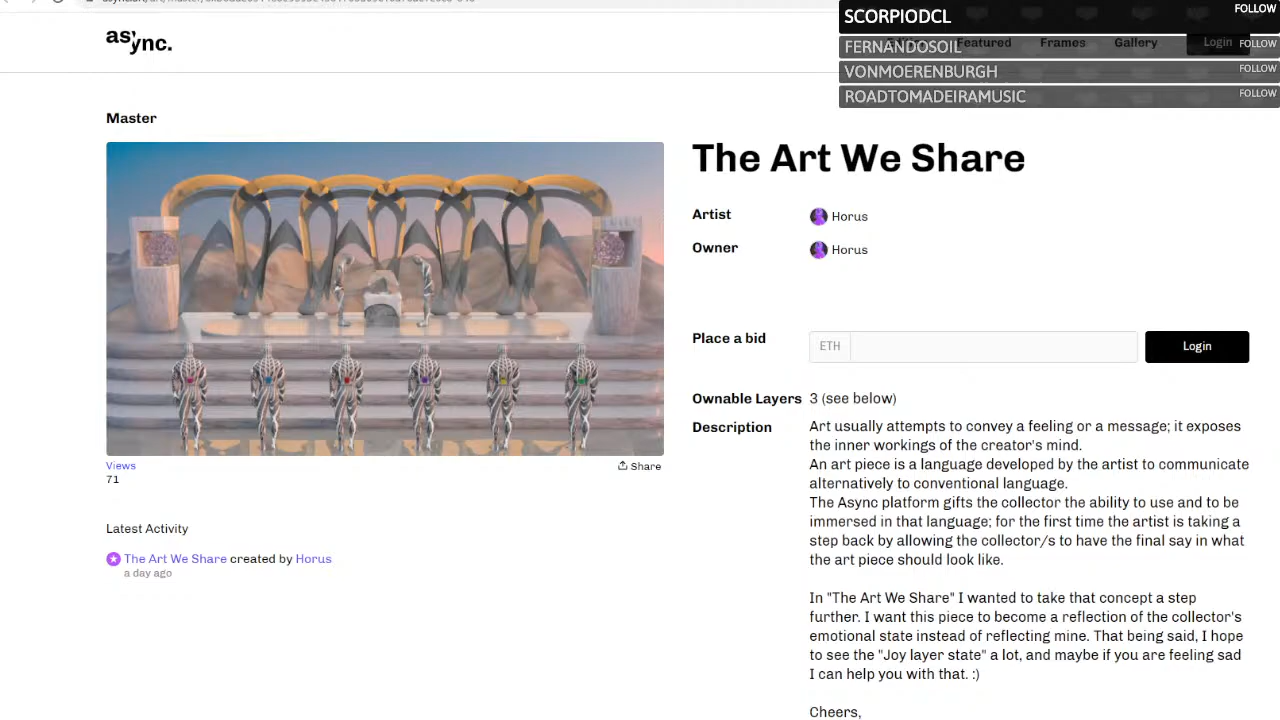 async.
Featured
Frames
Gallery
Login
SCORPIODCL
FOLLOW
FERNANDOSOIL
FOLLOW
VONMOERENBURGH
FOLLOW
ROADTOMADEIRAMUSIC
FOLLOW
Master
The Art We Share
Artist
Horus
Owner
Horus
Place a bid
ETH
Login
Ownable Layers
3 (see below)
Description
Art usually attempts to convey a feeling or a message; it exposes
the inner workings of the creator's mind.
An art piece is a language developed by the artist to communicate
alternatively to conventional language.
The Async platform gifts the collector the ability to use and to be
immersed in that language; for the first time the artist is taking a
step back by allowing the collector/s to have the final say in what
the art piece should look like.
In "The Art We Share" I wanted to take that concept a step
further. I want this piece to become a reflection of the collector's
emotional state instead of reflecting mine. That being said, I hope
to see the "Joy layer state" a lot, and maybe if you are feeling sad
I can help you with that. :)
Cheers,
Views
71
Share
Latest Activity
The Art We Share created by Horus
a day ago